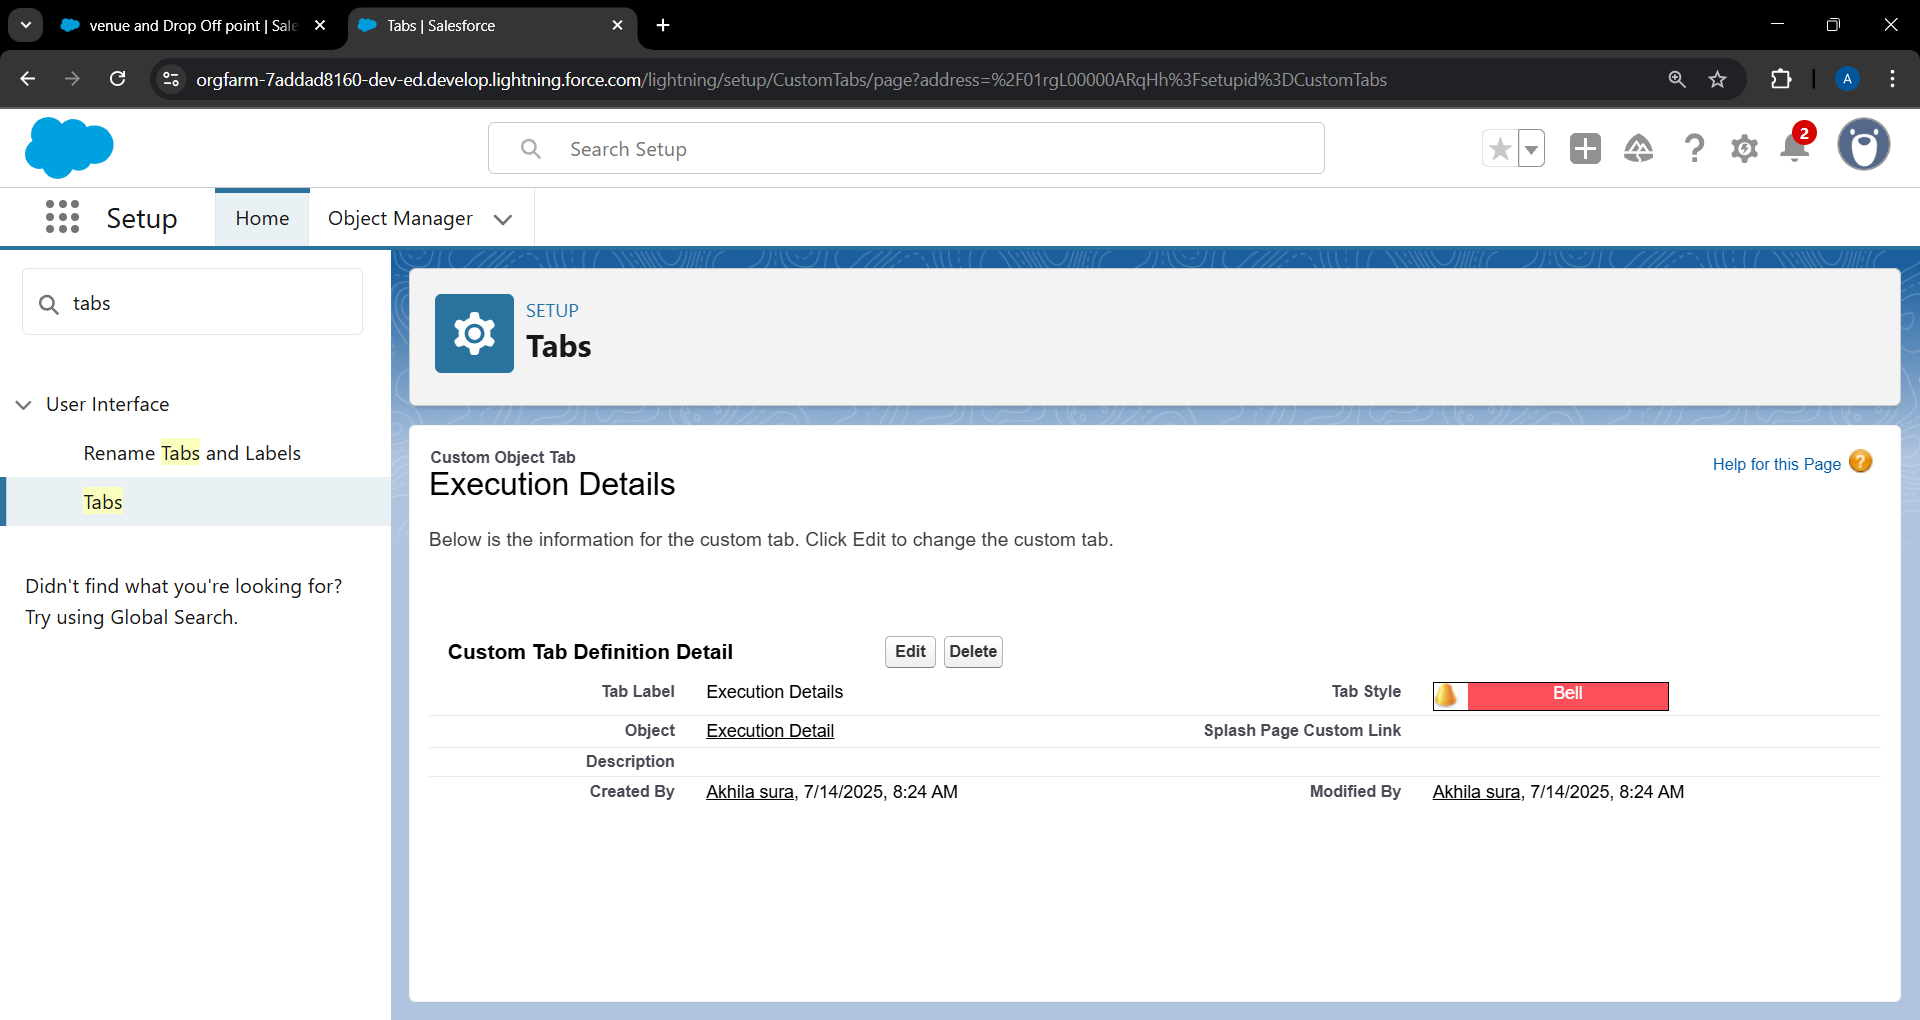 venue and Drop Off point | Sale
Tabs | Salesforce
orgfarm-7addad8160-dev-ed.develop.lightning.force.com/lightning/setup/CustomTabs/page?address=%2F01rgL00000ARqHh%3Fsetupid%3DCustomTabs
A
Search Setup
2
Setup
Home
Object Manager
tabs
User Interface
Rename Tabs and Labels
Tabs
Didn't find what you're looking for?
Try using Global Search.
SETUP
Tabs
Custom Object Tab
Execution Details
Help for this Page
Below is the information for the custom tab. Click Edit to change the custom tab.
Custom Tab Definition Detail
Edit
Delete
Tab Label Execution Details Tab Style Bell
Object Execution Detail Splash Page Custom Link
Description
Created By Akhila sura, 7/14/2025, 8:24 AM Modified By Akhila sura, 7/14/2025, 8:24 AM